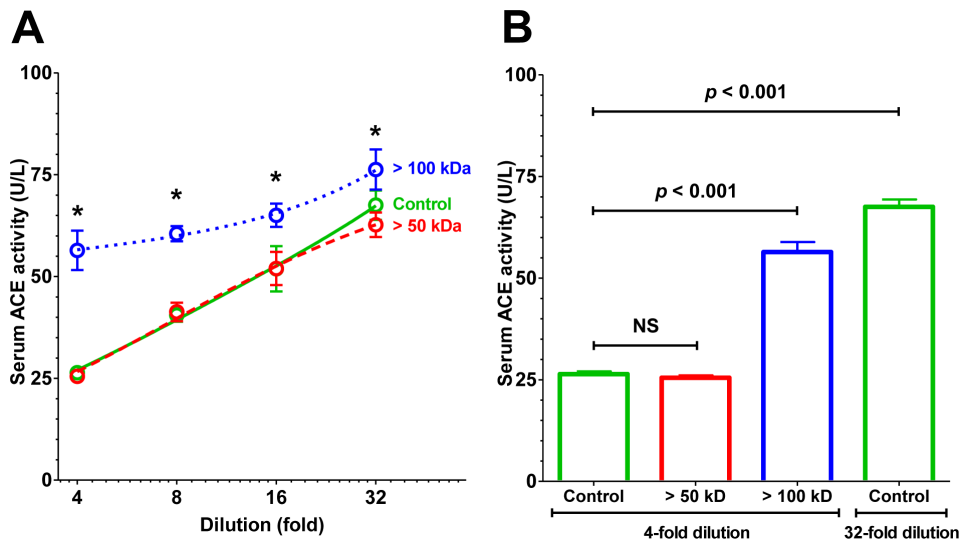 A
100
75
50
25
0
Serum ACE activity (U/L)
*
*
*
*
> 100 kDa
Control
> 50 kDa
4
8
16
32
Dilution (fold)
B
100
75
50
25
0
Serum ACE activity (U/L)
p < 0.001
p < 0.001
NS
Control
> 50 kD
> 100 kD
Control
4-fold dilution
32-fold dilution